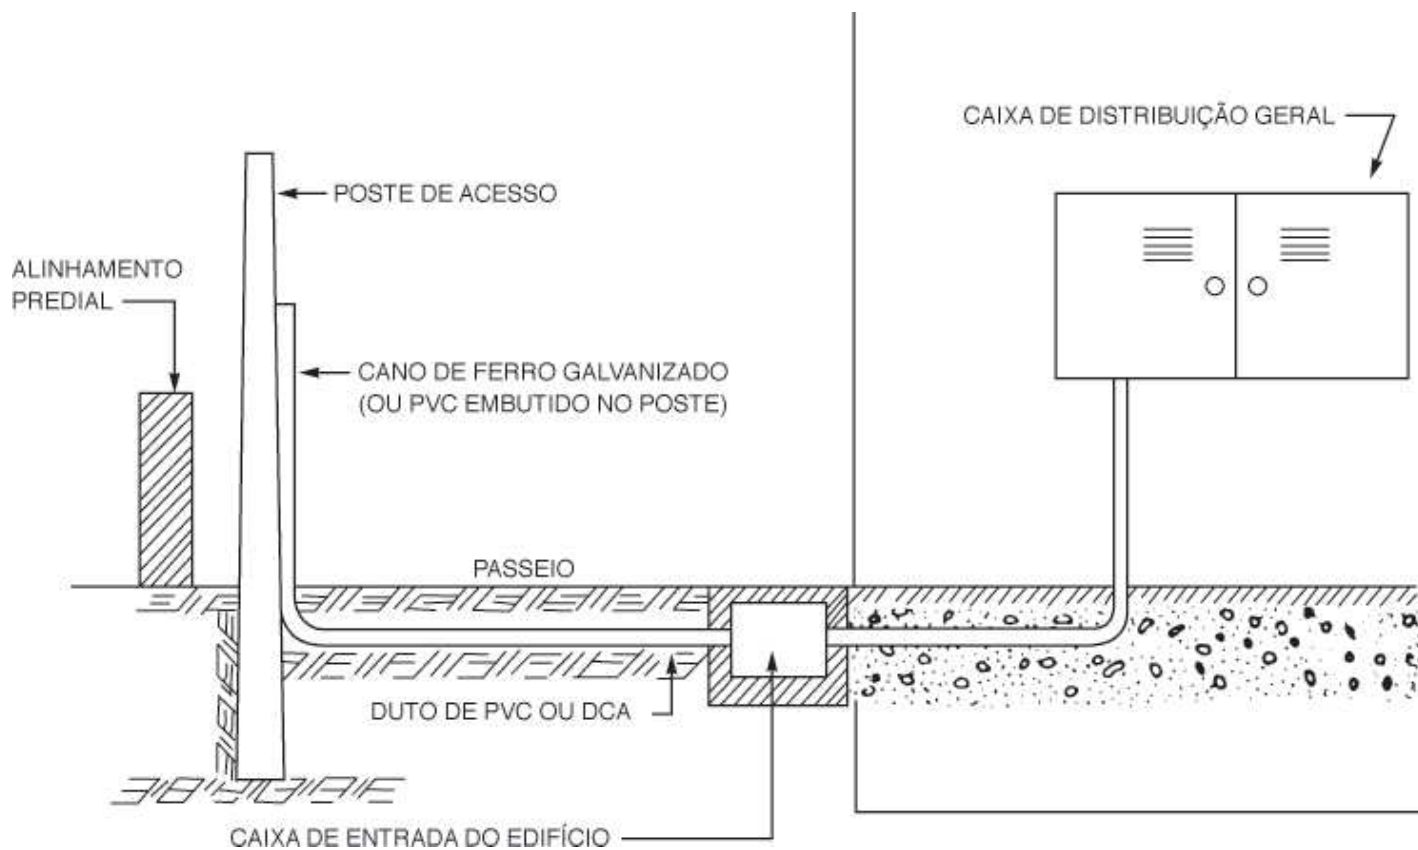 CAIXA DE DISTRIBUIÇÃO GERAL
POSTE DE ACESSO
ALINHAMENTO
PREDIAL
CANO DE FERRO GALVANIZADO
(OU PVC EMBUTIDO NO POSTE)
PASSEIO
DUTO DE PVC OU DCA
CAIXA DE ENTRADA DO EDIFÍCIO